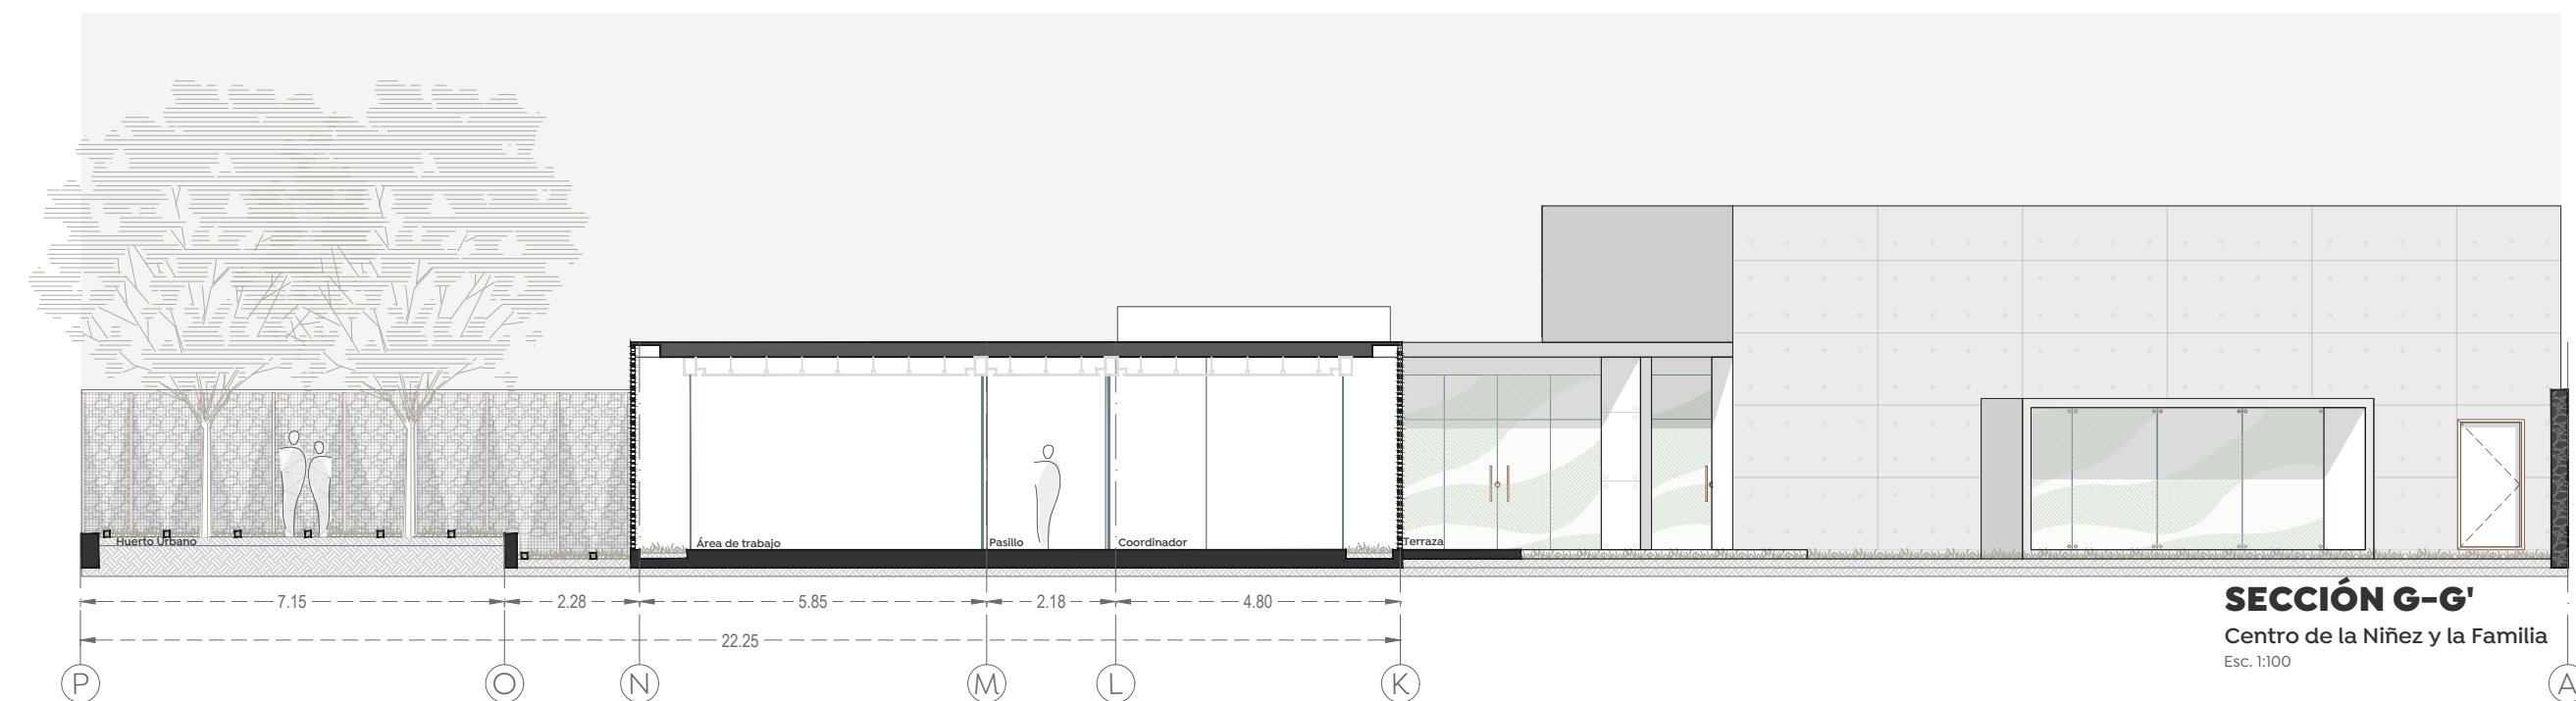 Huerto Urbano
Área de trabajo
Pasillo
Coordinador
Terraza
7.15
2.28
5.85
2.18
4.80
22.25
P
O
N
M
L
K
A
SECCIÓN G-G'
Centro de la Niñez y la Familia
Esc. 1:100